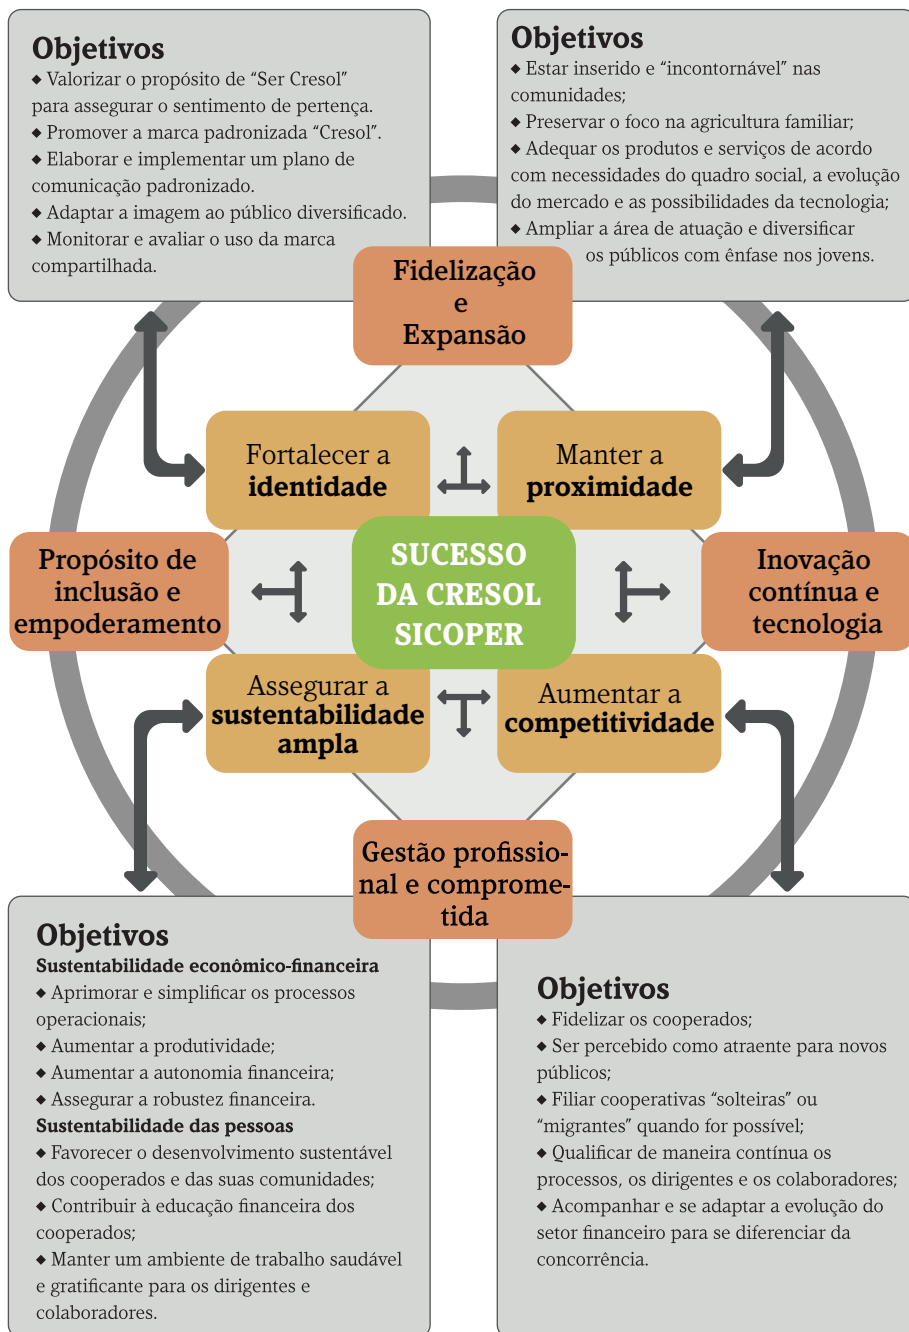 Objetivos
◆ Valorizar o propósito de “Ser Cresol”
para assegurar o sentimento de pertença.
◆ Promover a marca padronizada “Cresol”.
◆ Elaborar e implementar um plano de
comunicação padronizado.
◆ Adaptar a imagem ao público diversificado.
◆ Monitorar e avaliar o uso da marca
compartilhada.
Objetivos
◆ Estar inserido e “incontornável” nas
comunidades;
◆ Preservar o foco na agricultura familiar;
◆ Adequar os produtos e serviços de acordo
com necessidades do quadro social, a evolução
do mercado e as possibilidades da tecnologia;
◆ Ampliar a área de atuação e diversificar
os públicos com ênfase nos jovens.
Fidelização
e
Expansão
Fortalecer a
identidade
Manter a
proximidade
Propósito de
inclusão e
empoderamento
SUCESSO
DA CRESOL
SICOPER
Inovação
contínua e
tecnologia
Assegurar a
sustentabilidade
ampla
Aumentar a
competitividade
Gestão profissio-
nal e comprome-
tida
Objetivos
Sustentabilidade econômico-financeira
◆ Aprimorar e simplificar os processos
operacionais;
◆ Aumentar a produtividade;
◆ Aumentar a autonomia financeira;
◆ Assegurar a robustez financeira.
Sustentabilidade das pessoas
◆ Favorecer o desenvolvimento sustentável
dos cooperados e das suas comunidades;
◆ Contribuir à educação financeira dos
cooperados;
◆ Manter um ambiente de trabalho saudável
e gratificante para os dirigentes e
colaboradores.
Objetivos
◆ Fidelizar os cooperados;
◆ Ser percebido como atraente para novos
públicos;
◆ Filiar cooperativas “solteiras” ou
“migrantes” quando for possível;
◆ Qualificar de maneira contínua os
processos, os dirigentes e os colaboradores;
◆ Acompanhar e se adaptar a evolução do
setor financeiro para se diferenciar da
concorrência.